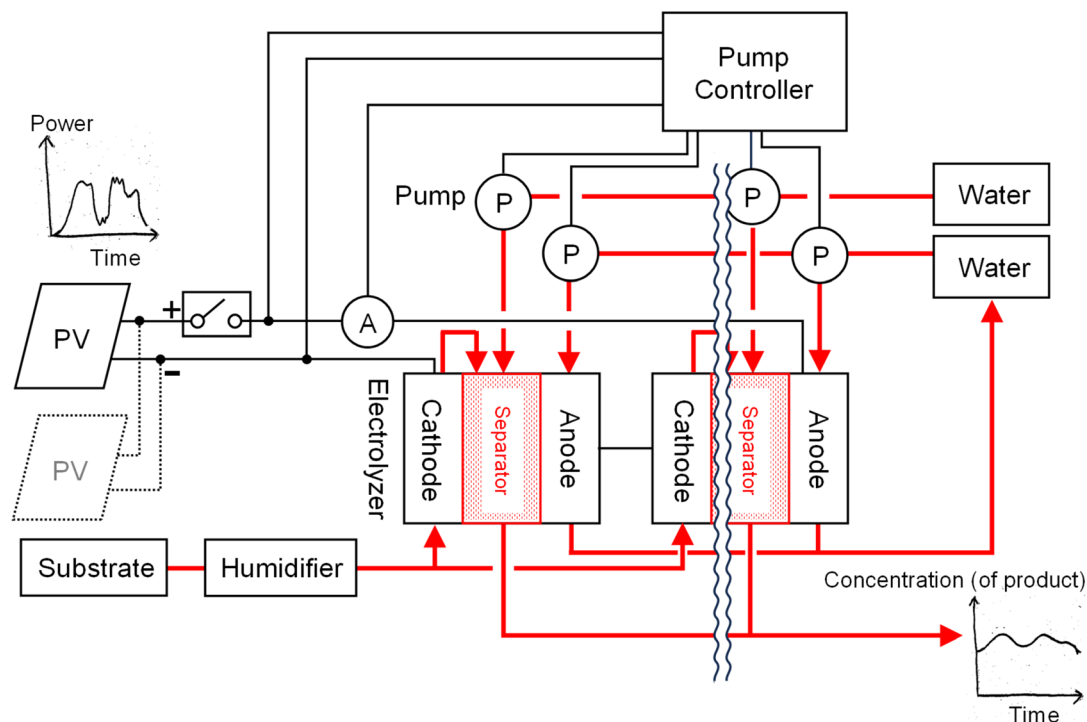 Pump
Controller
Power
Time
Pump
P
P
P
P
Water
Water
PV
+
−
A
PV
Electrolyzer
Cathode
Separator
Anode
Cathode
Separator
Anode
Substrate
Humidifier
Concentration (of product)
Time